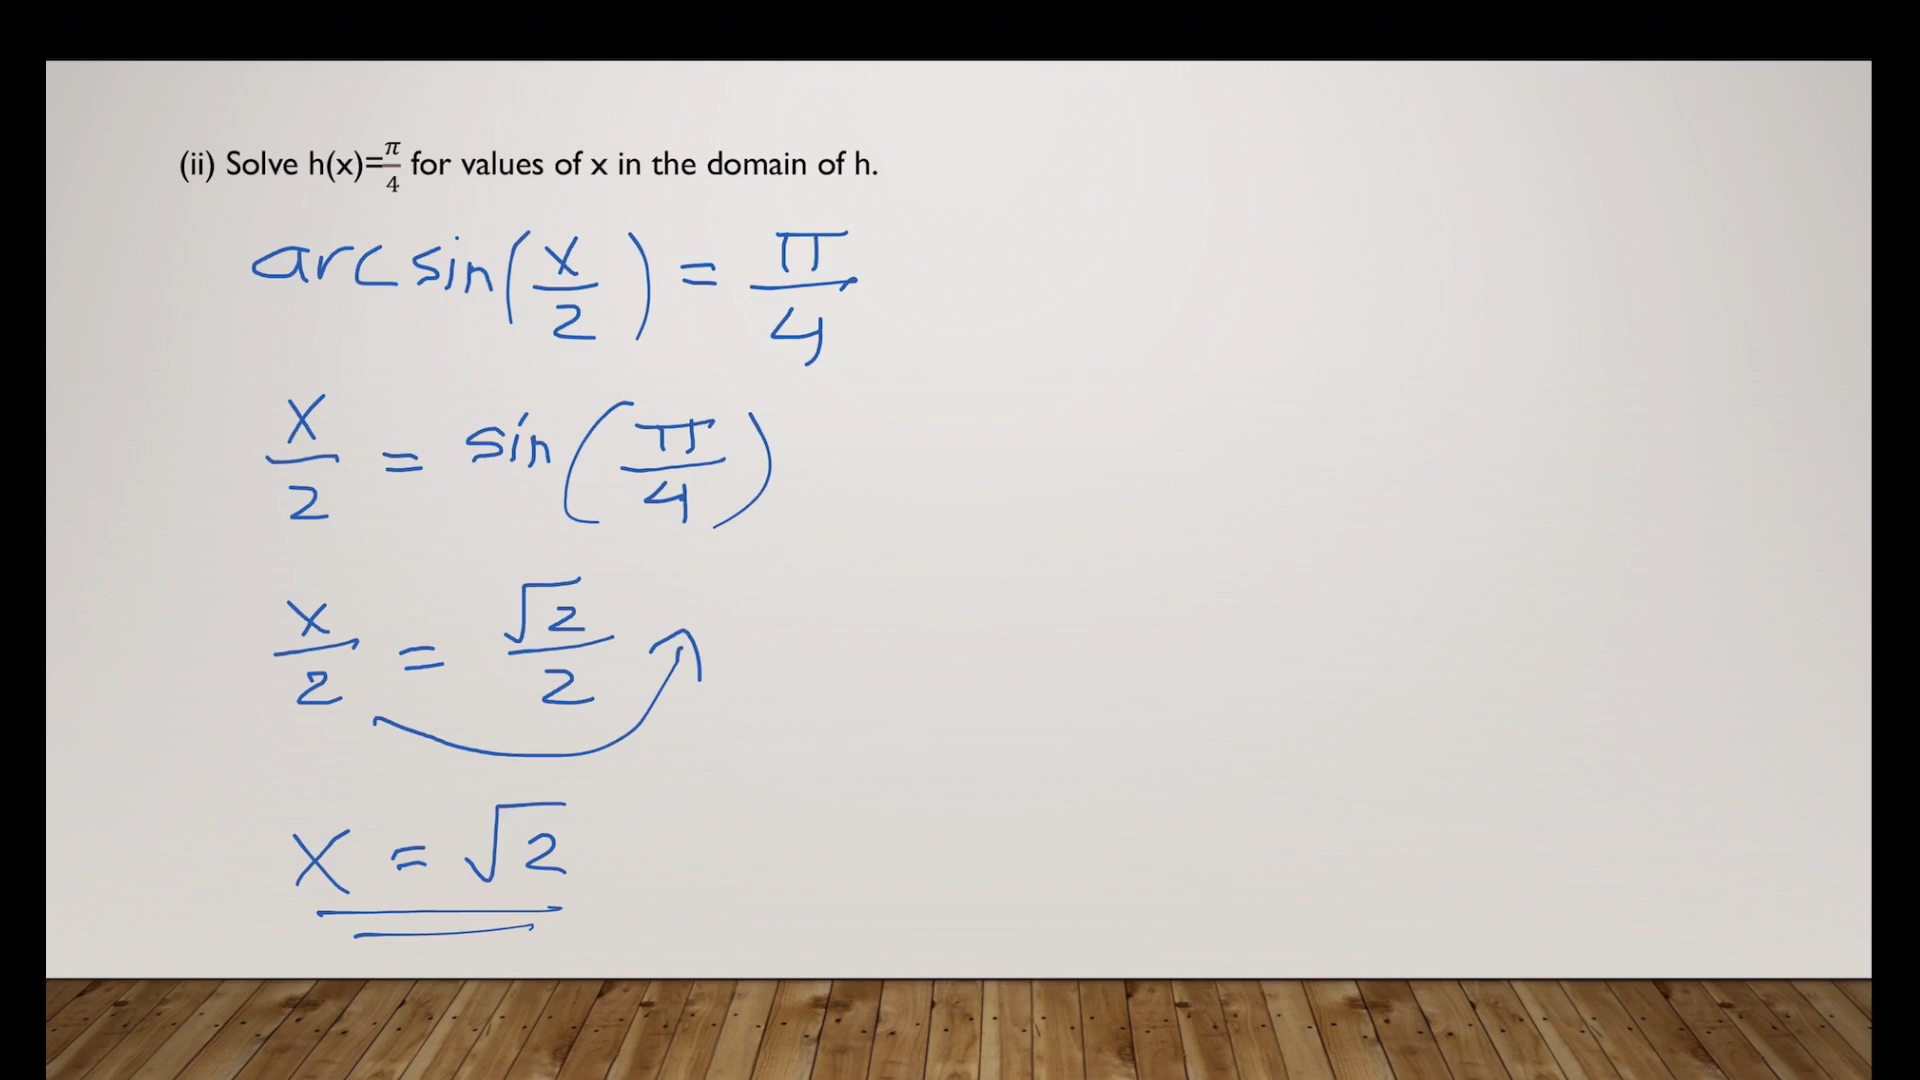 (ii) Solve h(x)=π/4 for values of x in the domain of h.
arcsin(x/2) = π/4
x/2 = sin(π/4)
x/2 = √2/2
x = √2